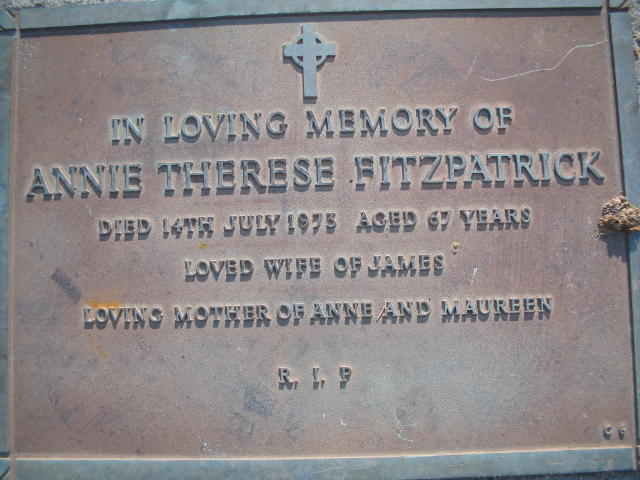 IN LOVING MEMORY OF
ANNIE THERESE FITZPATRICK
DIED 14TH JULY 1973 AGED 67 YEARS
LOVED WIFE OF JAMES
LOVING MOTHER OF ANNE AND MAUREEN
R. I. P